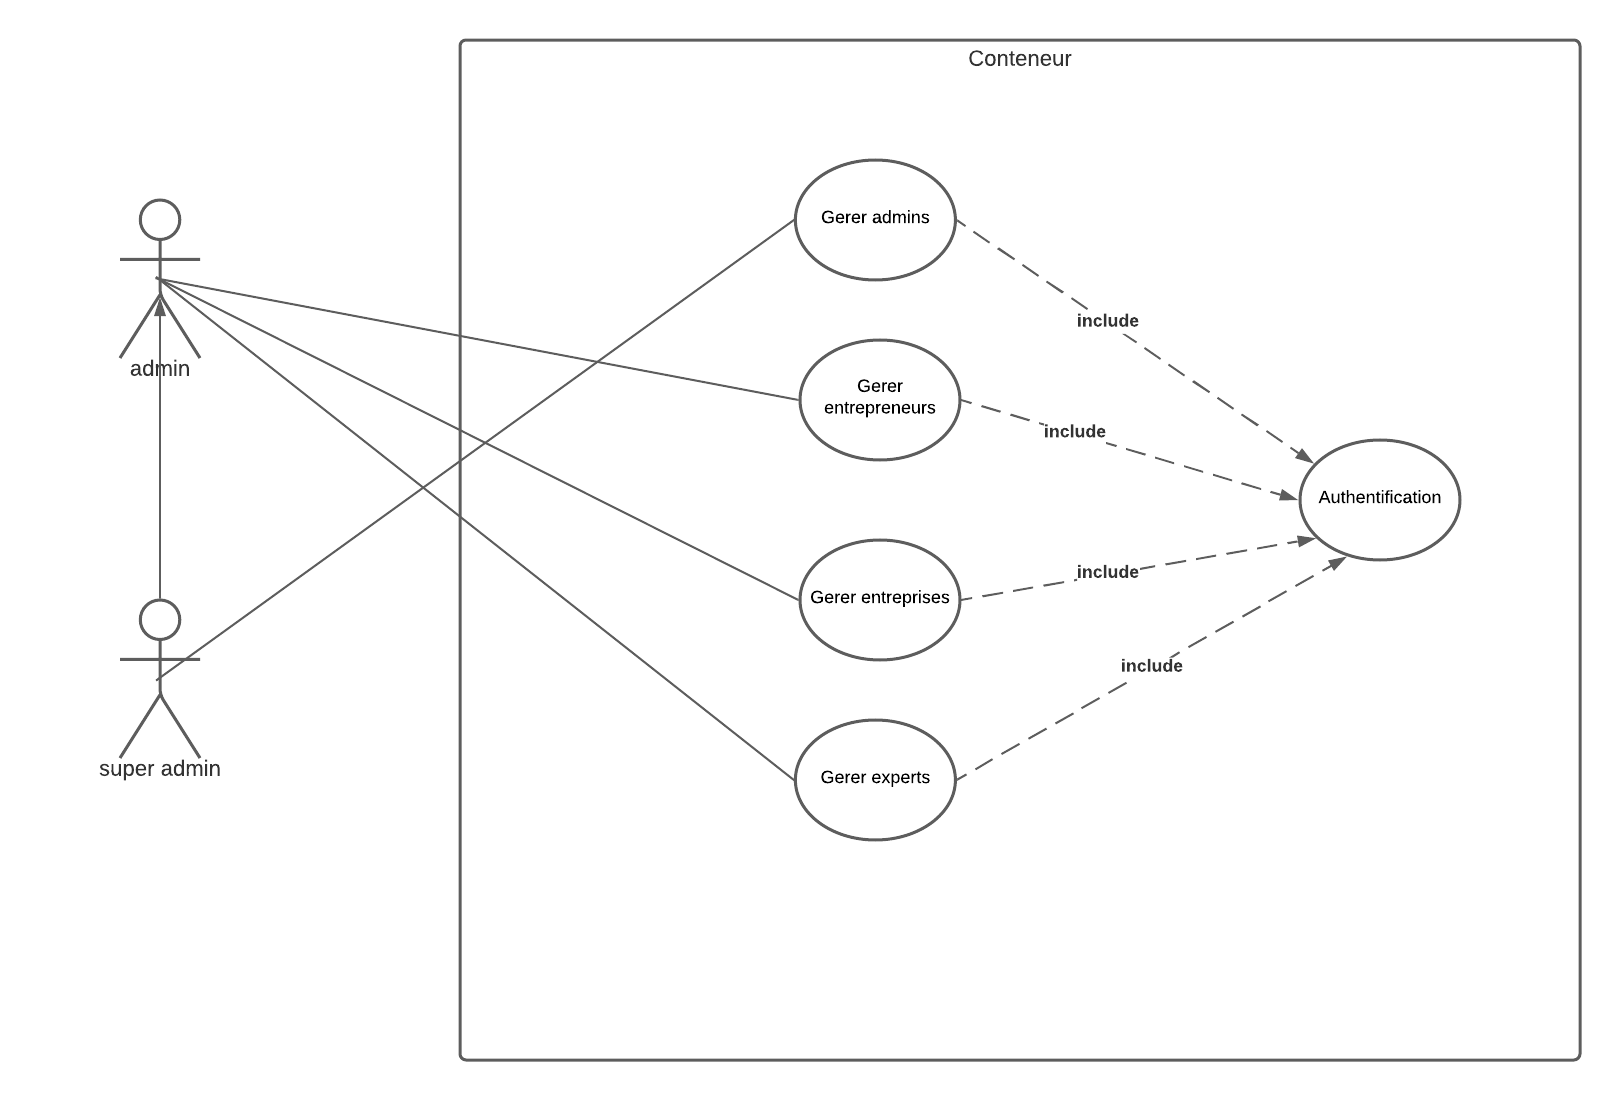 Conteneur
Gerer admins
include
admin
Gerer
entrepreneurs
include
Authentification
include
Gerer entreprises
include
super admin
Gerer experts